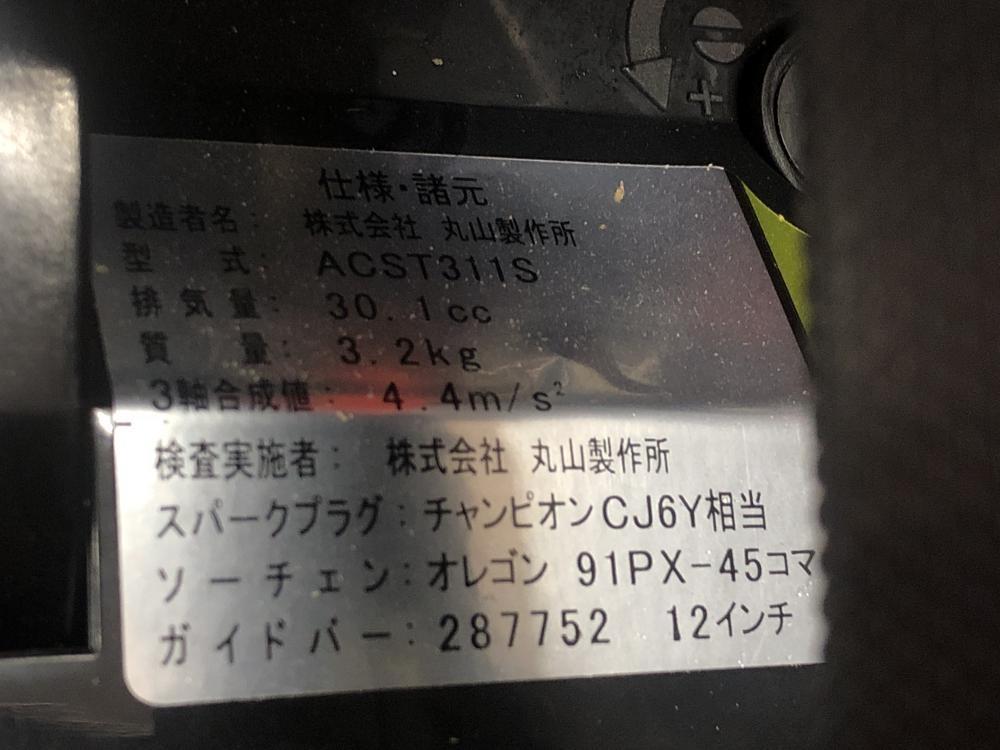 仕様・諸元
製造者名： 株式会社 丸山製作所
型　式： ACST311S
排気量： 30.1cc
質　量： 3.2kg
3軸合成値： 4.4m/s²
検査実施者： 株式会社 丸山製作所
スパークプラグ：チャンピオンCJ6Y相当
ソーチェン：オレゴン 91PX-45コマ
ガイドバー：287752 12インチ